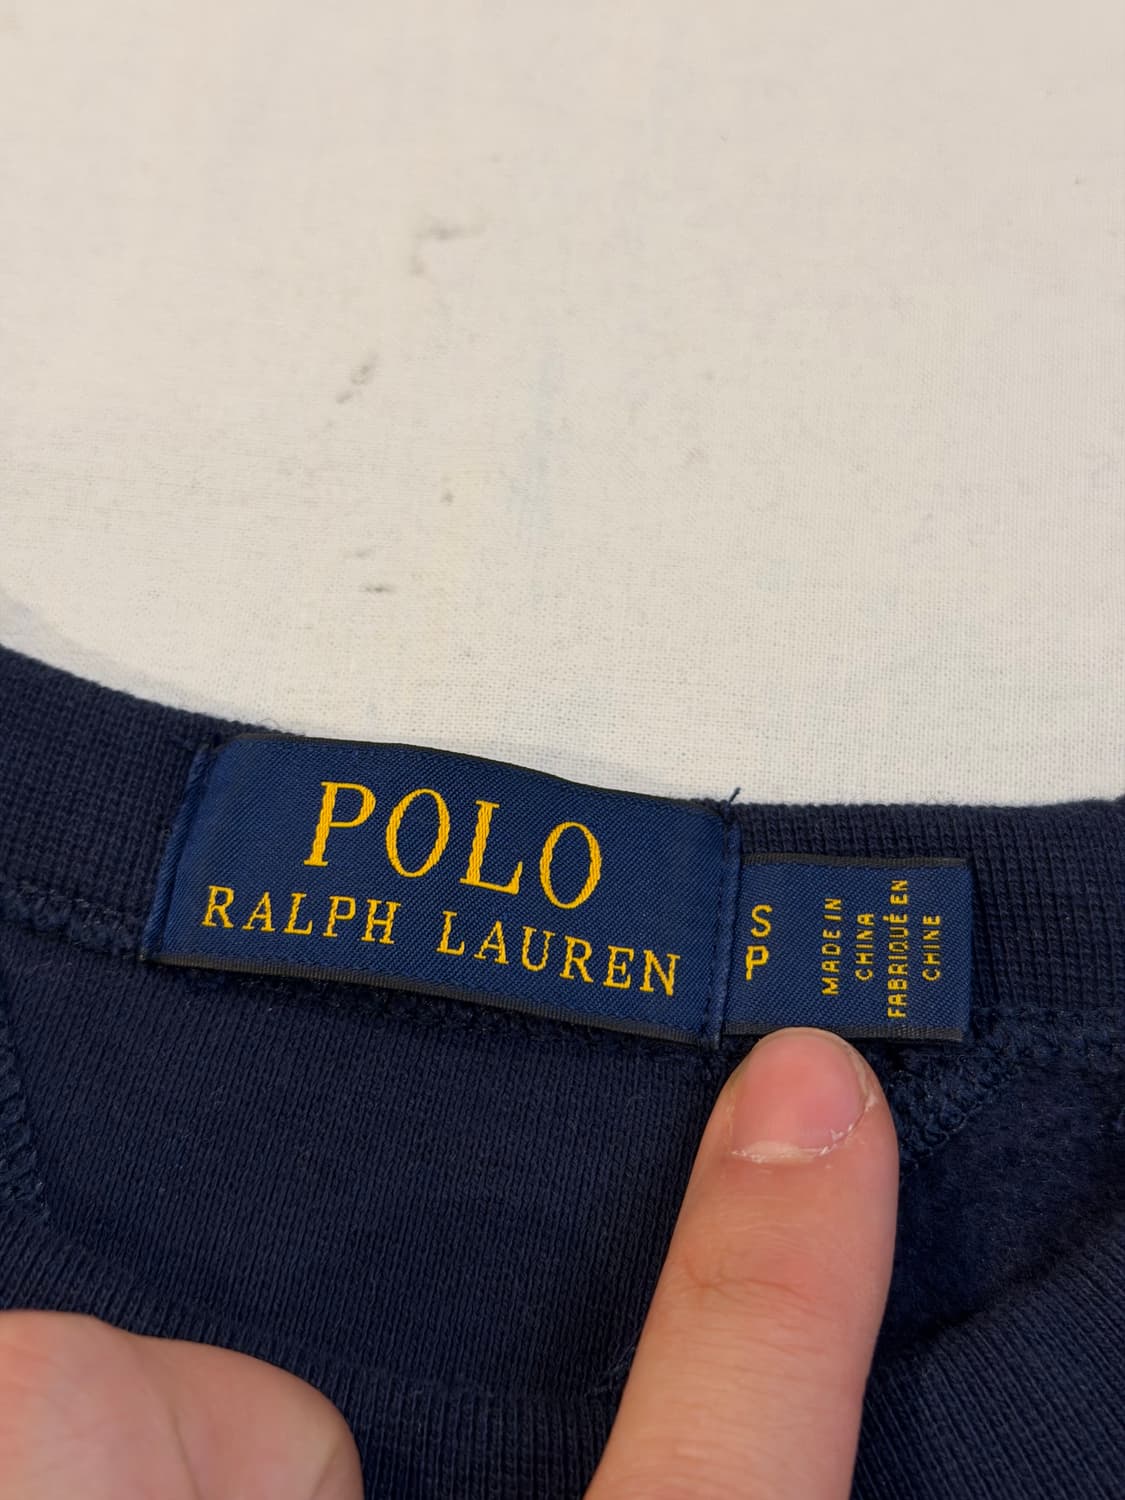 POLO
RALPH LAUREN
S
P
MADE IN
CHINA
FABRIQUÉ EN
CHINE